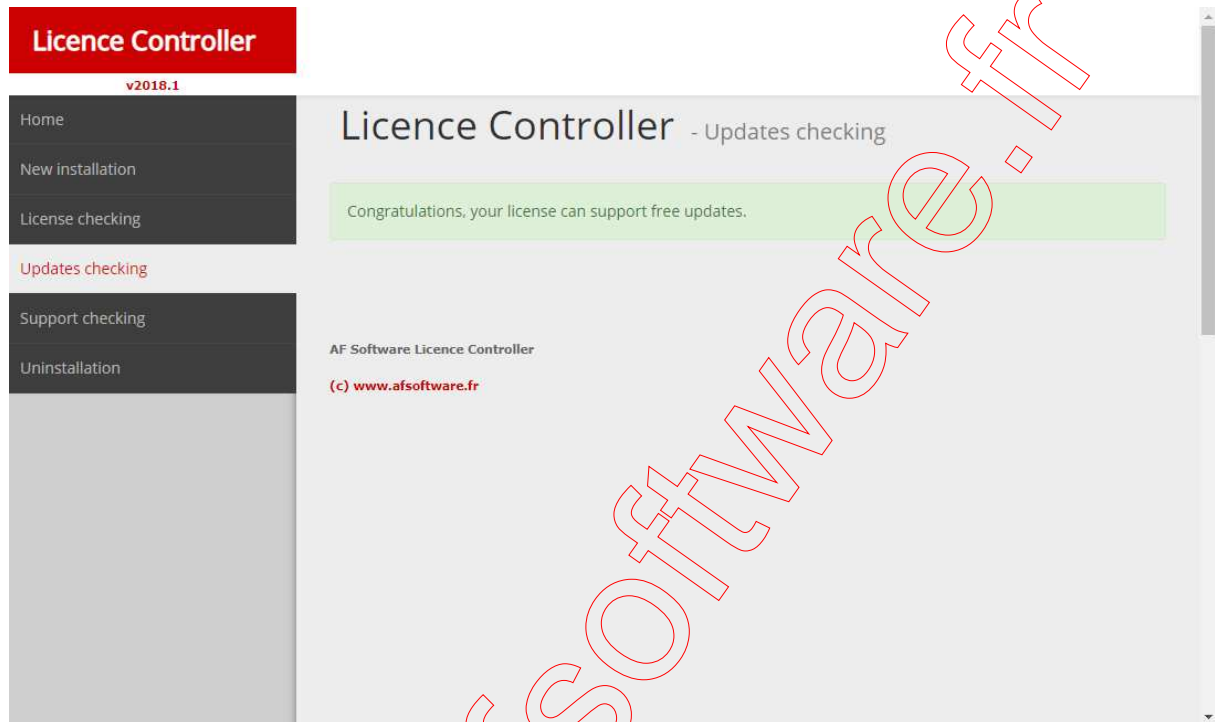 Licence Controller
v2018.1
Home
New installation
License checking
Updates checking
Support checking
Uninstallation
Licence Controller - Updates checking
Congratulations, your license can support free updates.
AF Software Licence Controller
(c) www.afsoftware.fr
fsoftware.fr